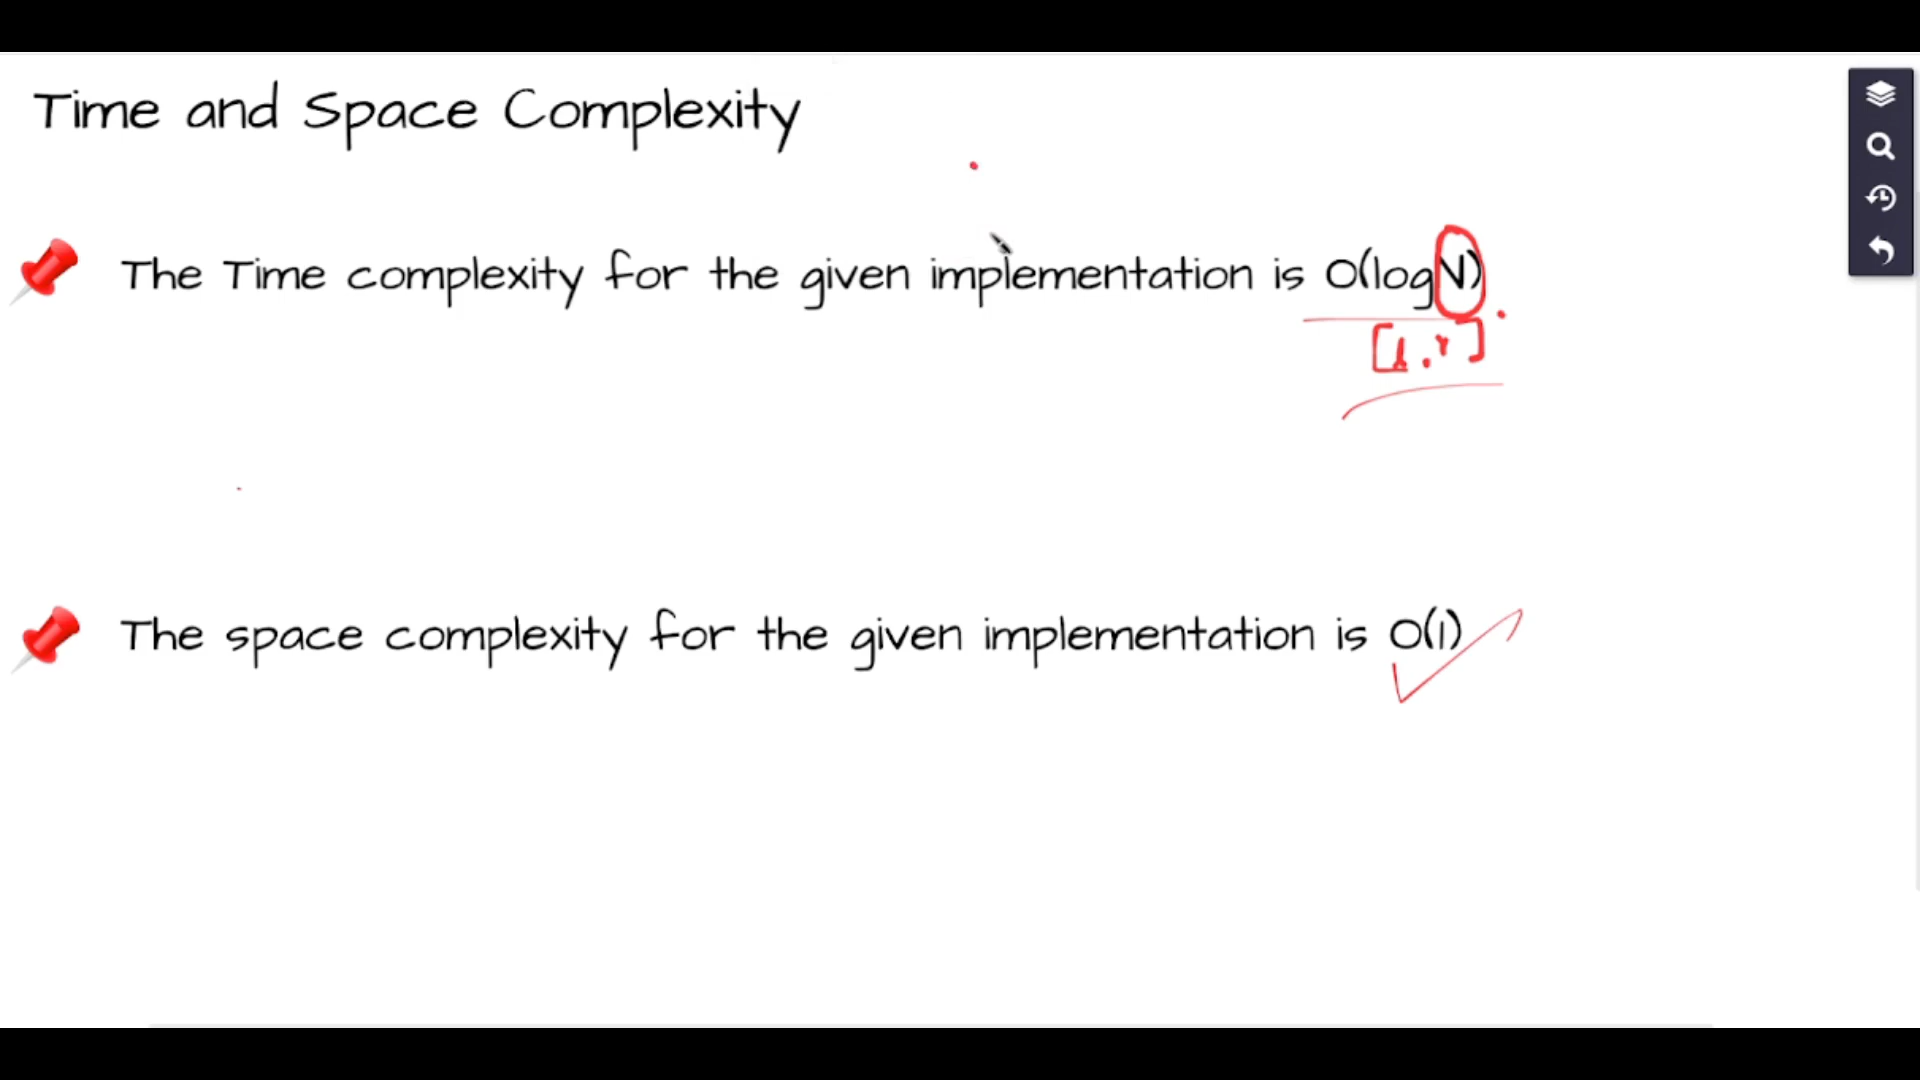 Time and Space Complexity
The Time complexity for the given implementation is O(logN)
[l,r]
The space complexity for the given implementation is O(1)